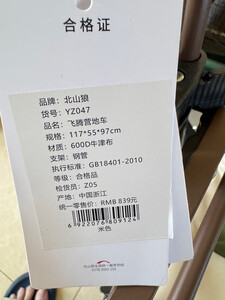 合格证
品牌：北山狼
货号：YZ047
品名：飞腾营地车
规格：117*55*97cm
材质：600D牛津布
支架：钢管
执行标准：GB18401-2010
等级：合格品
检货员：Z05
产地：中国浙江
统一零售价：RMB 839元
6922076809124
米色